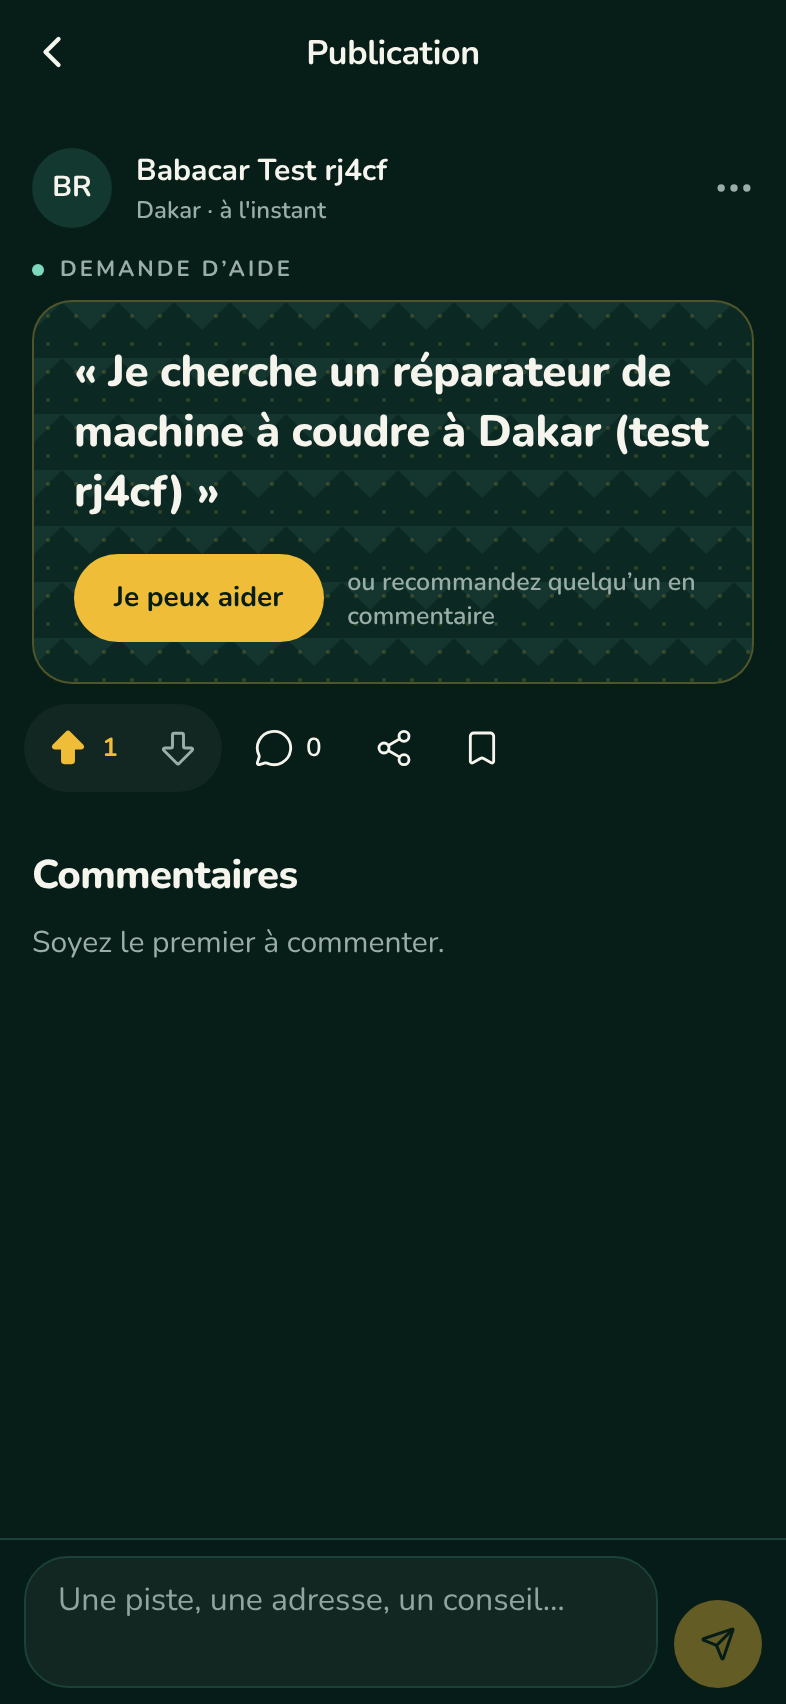 Publication
BR
Babacar Test rj4cf
Dakar · à l'instant
DEMANDE D’AIDE
« Je cherche un réparateur de
machine à coudre à Dakar (test
rj4cf) »
Je peux aider
ou recommandez quelqu’un en
commentaire
1
0
Commentaires
Soyez le premier à commenter.
Une piste, une adresse, un conseil...